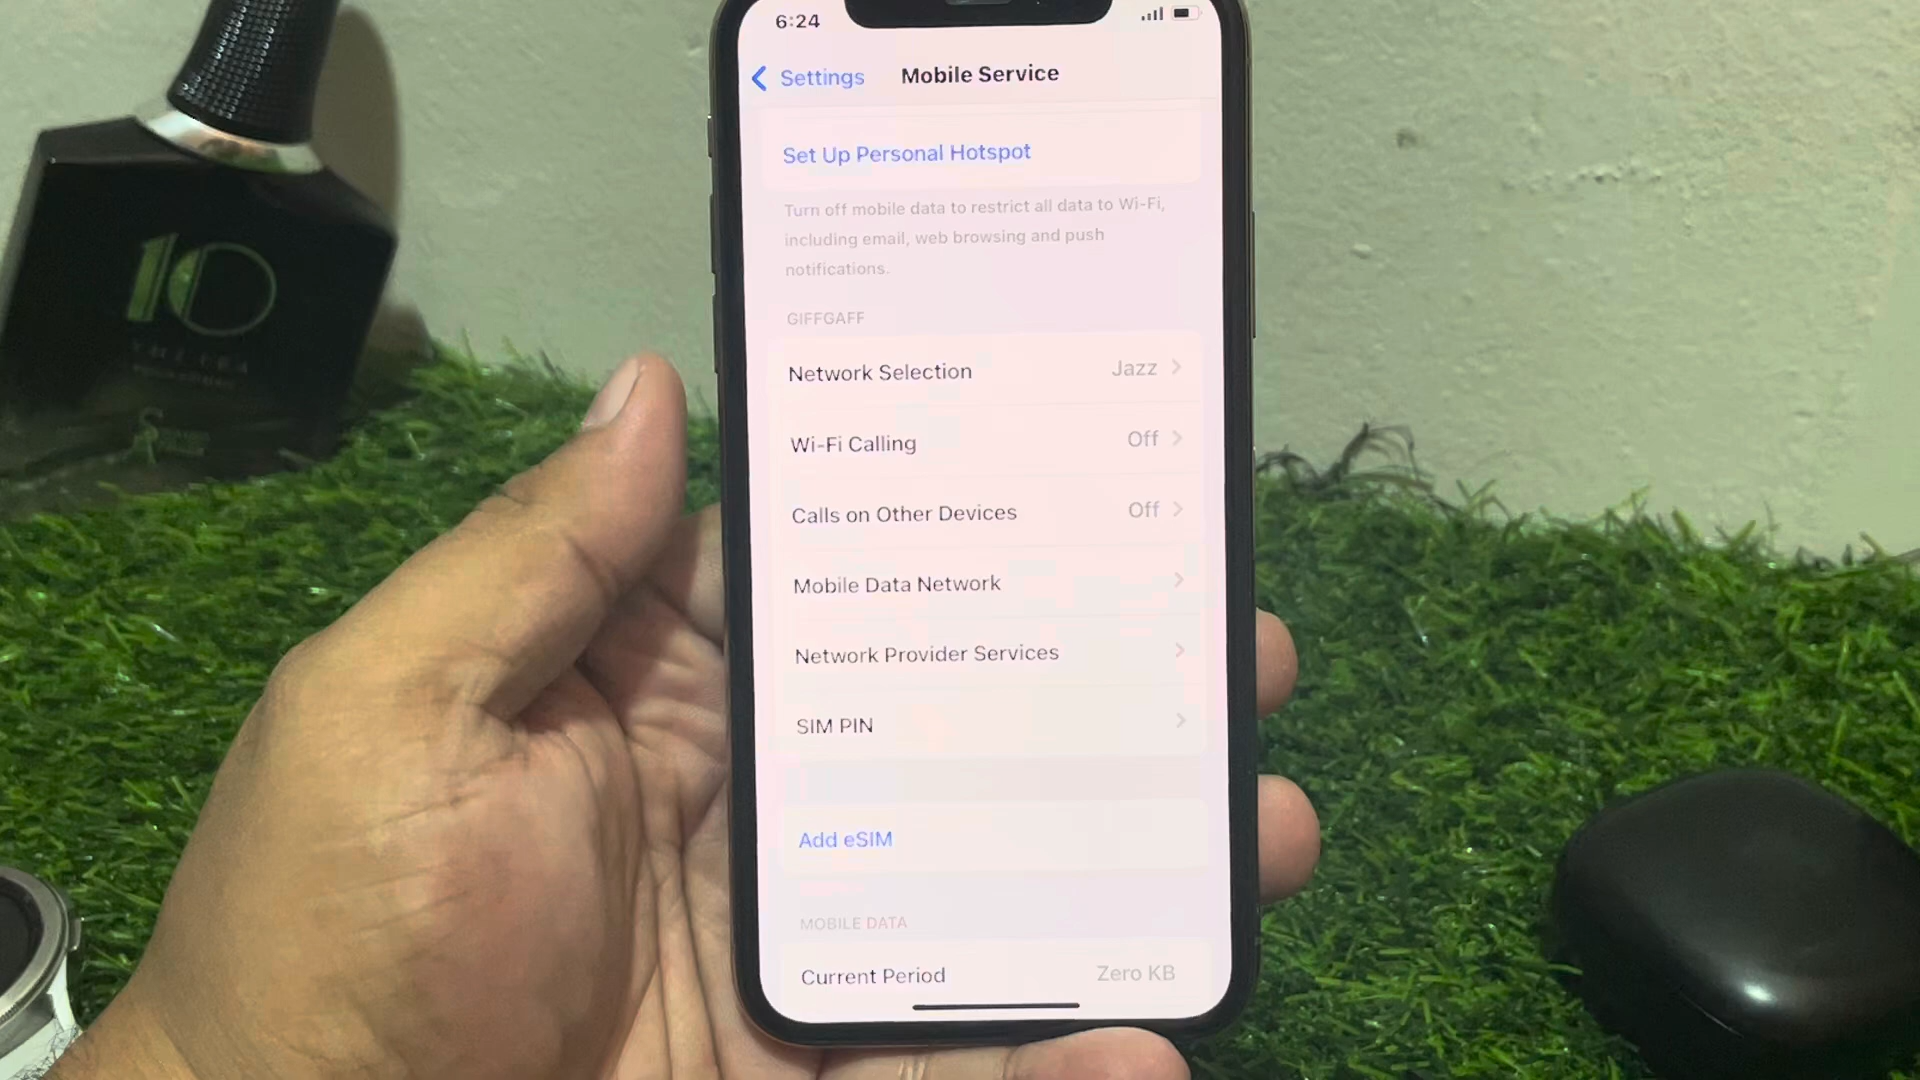 6:24
Settings
Mobile Service
Set Up Personal Hotspot
Turn off mobile data to restrict all data to Wi-Fi,
including email, web browsing and push
notifications.
GIFFGAFF
Network Selection Jazz
Wi-Fi Calling Off
Calls on Other Devices Off
Mobile Data Network
Network Provider Services
SIM PIN
Add eSIM
MOBILE DATA
Current Period Zero KB
10